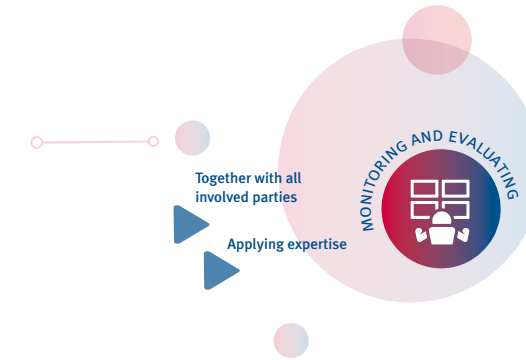 MONITORING AND EVALUATING
Together with all
involved parties
Applying expertise